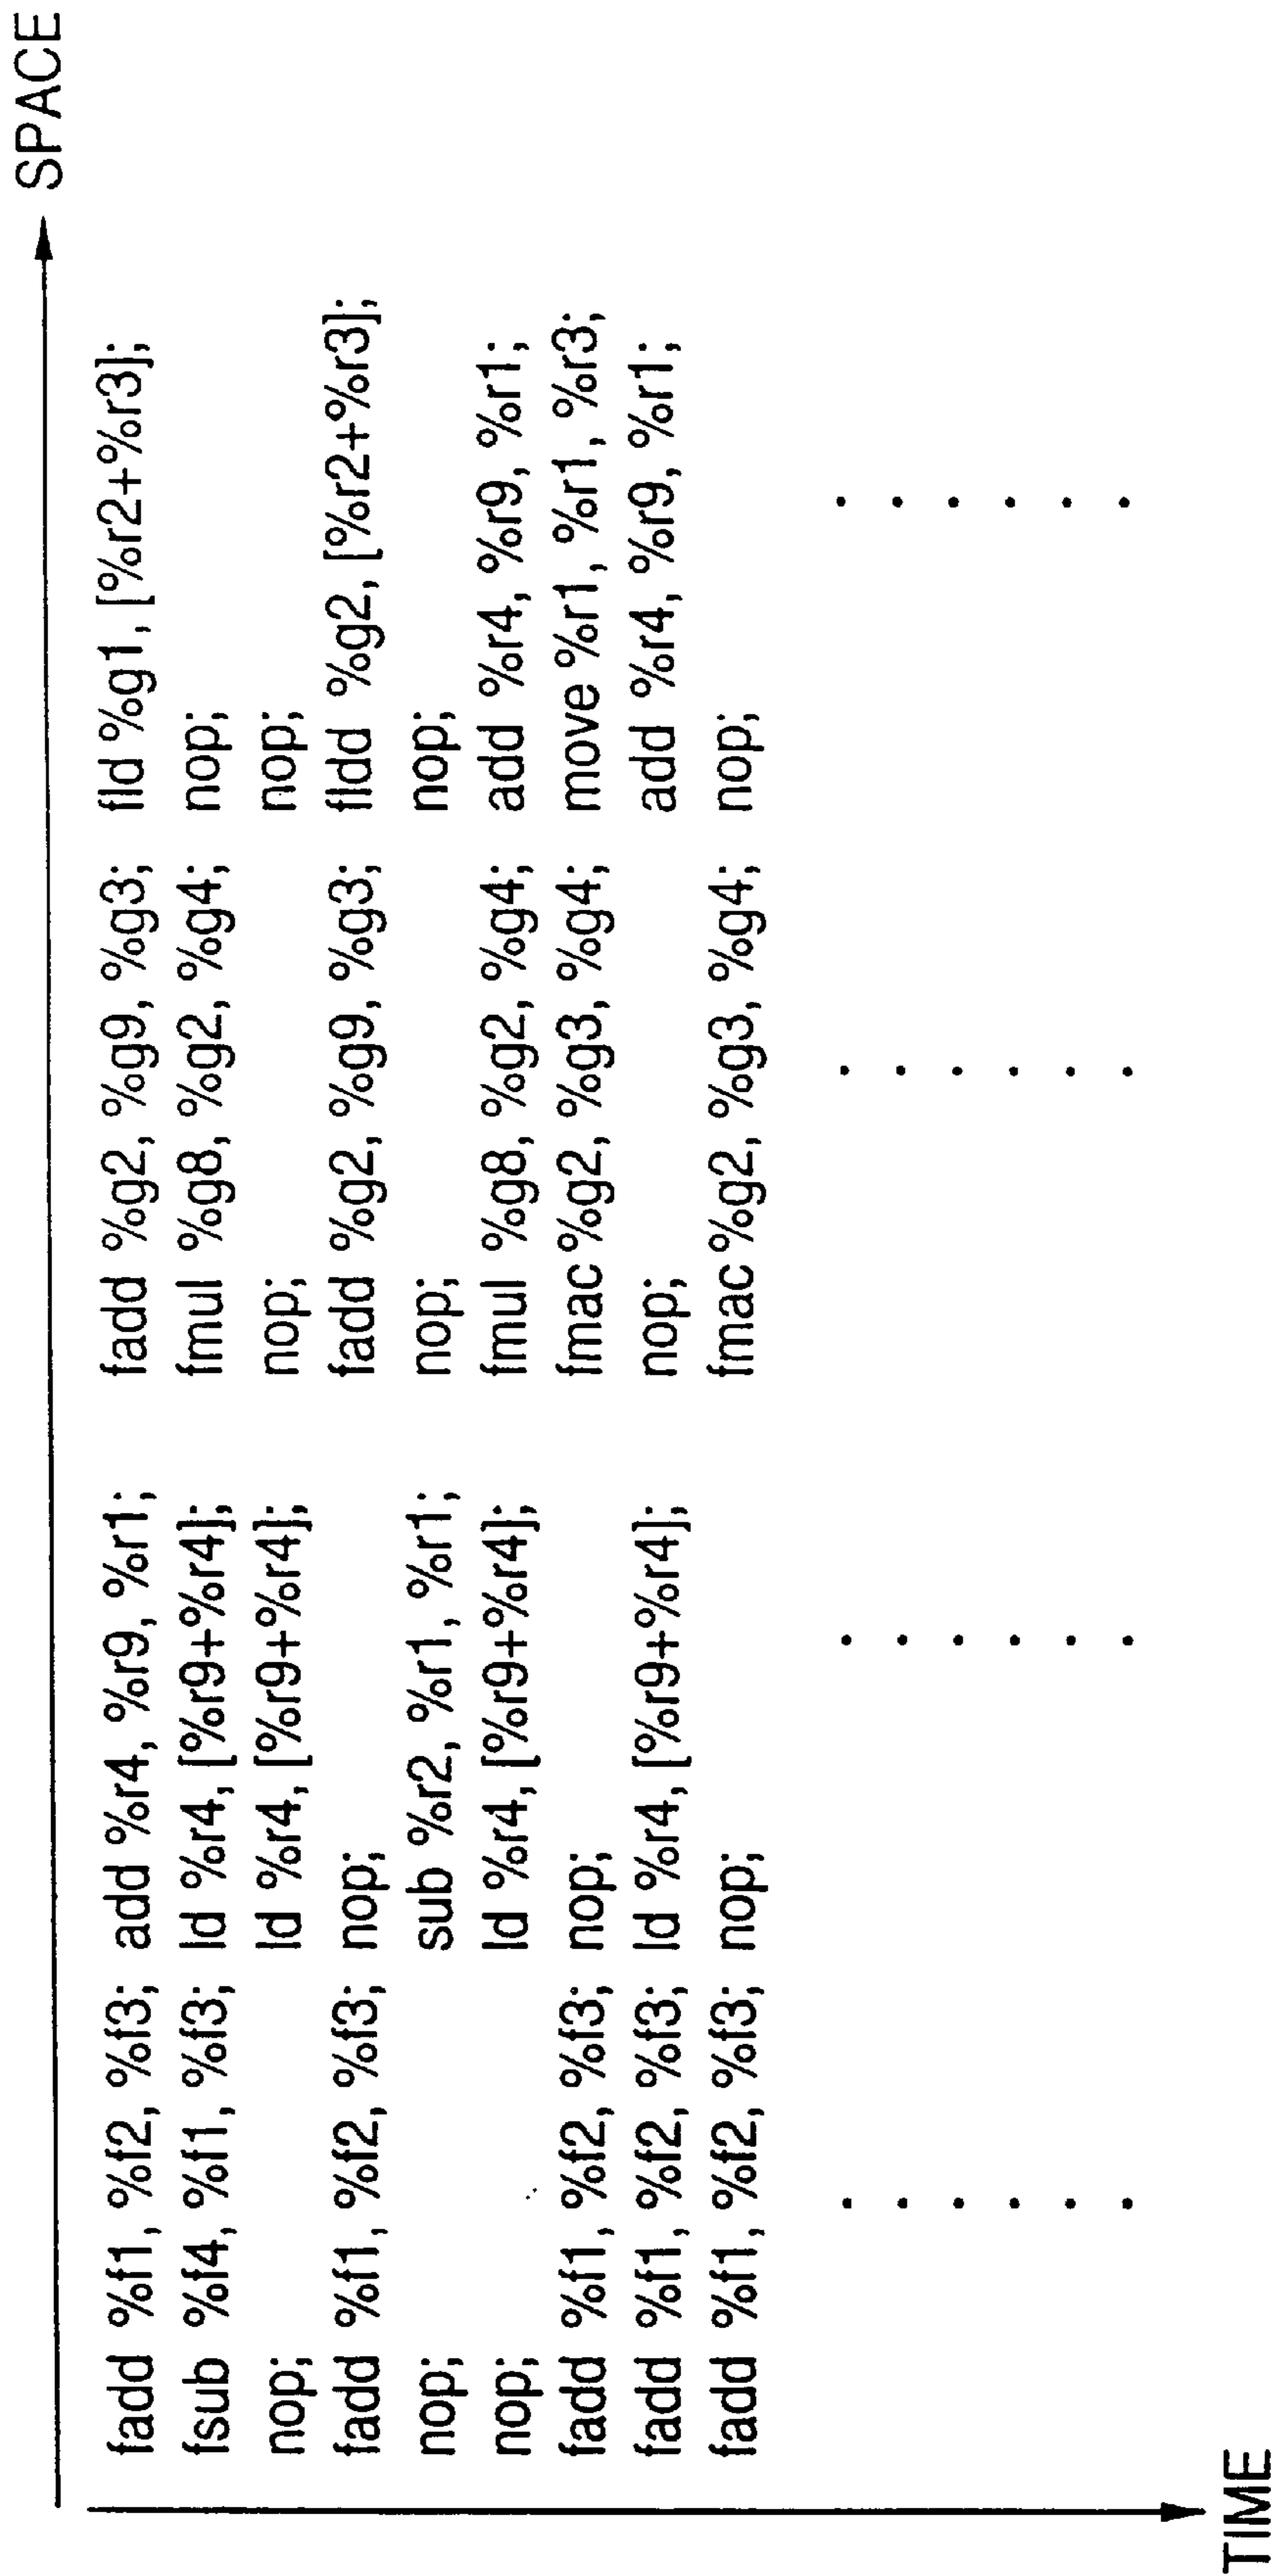 SPACE
fadd %f1, %f2, %f3; add %r4, %r9, %r1; fadd %g2, %g9, %g3; fld %g1, [%r2+%r3];
fsub %f4, %f1, %f3; ld %r4, [%r9+%r4]; fmul %g8, %g2, %g4; nop;
nop; ld %r4, [%r9+%r4]; nop; nop;
fadd %f1, %f2, %f3; nop; fadd %g2, %g9, %g3; fldd %g2, [%r2+%r3];
nop; sub %r2, %r1, %r1; nop; nop;
nop; ld %r4, [%r9+%r4]; fmul %g8, %g2, %g4; add %r4, %r9, %r1;
fadd %f1, %f2, %f3; nop; fmac %g2, %g3, %g4; move %r1, %r1, %r3;
fadd %f1, %f2, %f3; ld %r4, [%r9+%r4]; nop; add %r4, %r9, %r1;
fadd %f1, %f2, %f3; nop; fmac %g2, %g3, %g4; nop;
TIME